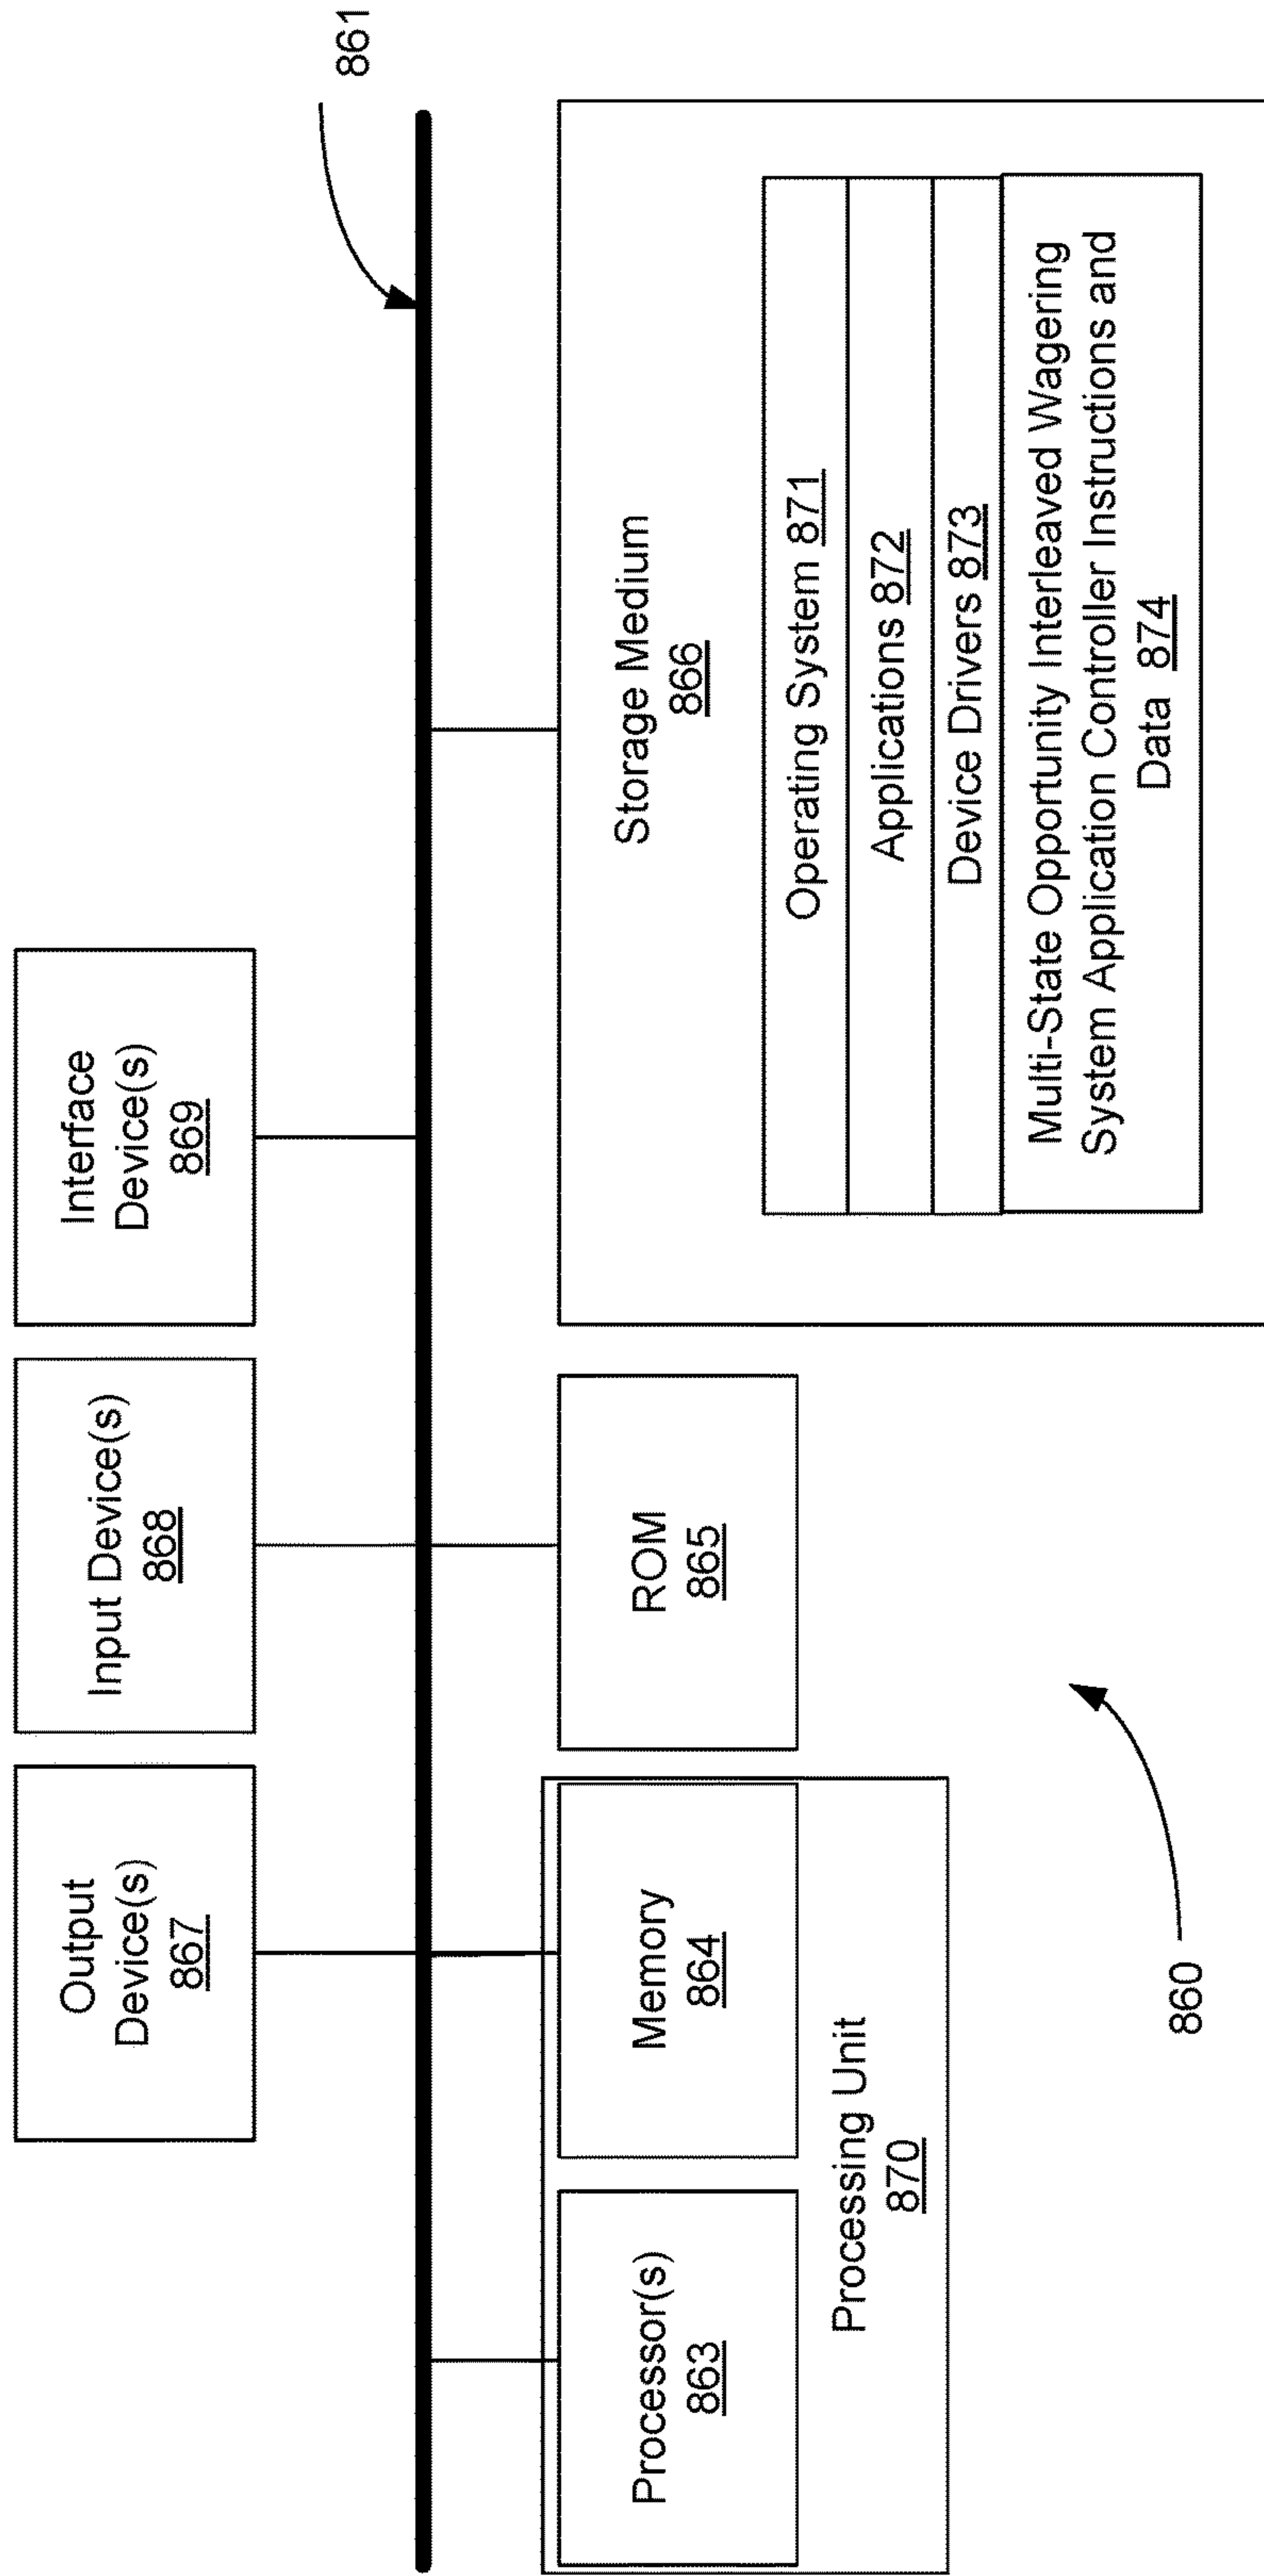 861
Output
Device(s)
867
Input Device(s)
868
Interface
Device(s)
869
Processor(s)
863
Memory
864
Processing Unit
870
ROM
865
Storage Medium
866
Operating System 871
Applications 872
Device Drivers 873
Multi-State Opportunity Interleaved Wagering
System Application Controller Instructions and
Data 874
860